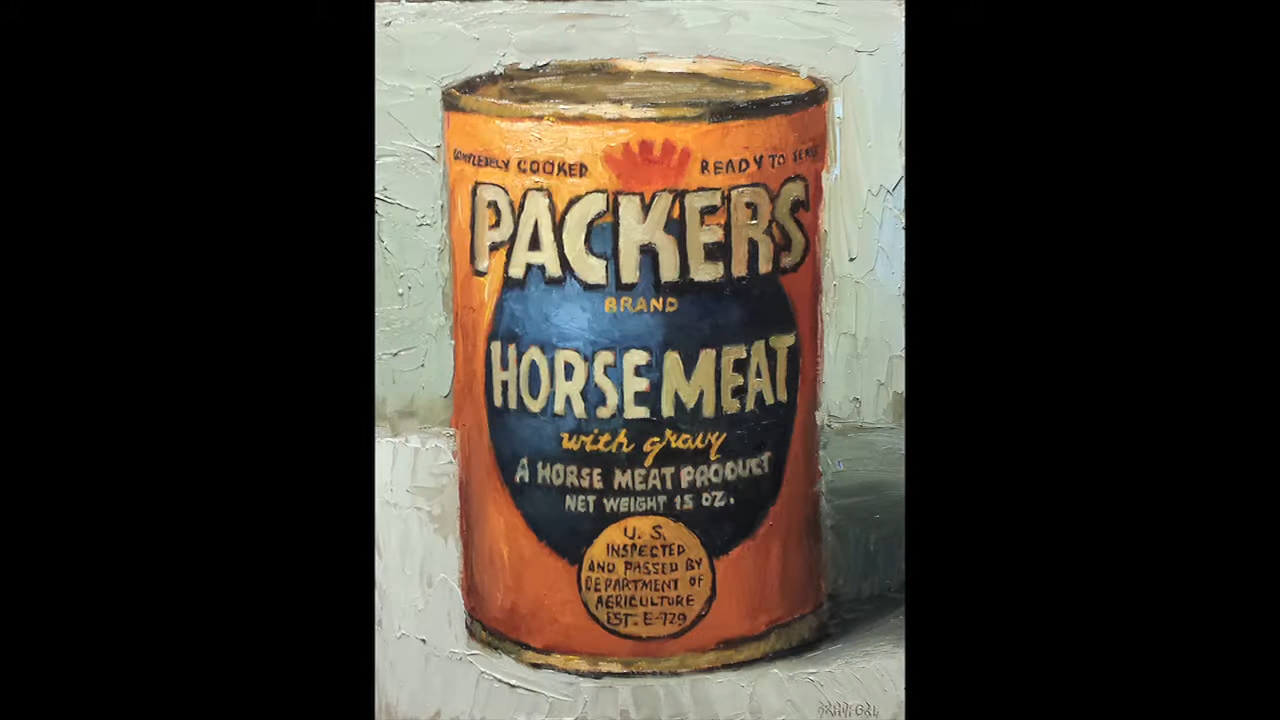 COMPLETELY COOKED
READY TO SERVE
PACKERS
BRAND
HORSE MEAT
with gravy
A HORSE MEAT PRODUCT
NET WEIGHT 15 OZ.
U. S.
INSPECTED
AND PASSED BY
DEPARTMENT OF
AGRICULTURE
EST. E-729